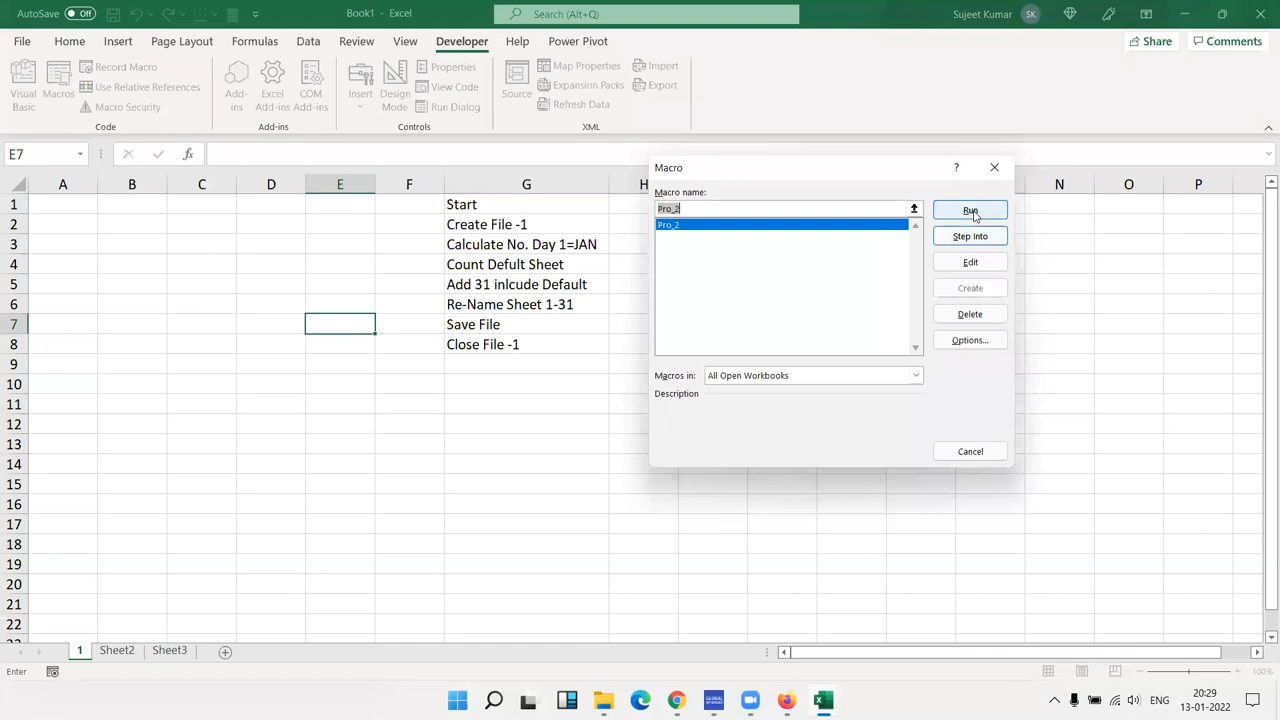 AutoSave Off Book1 - Excel Search (Alt+Q) Sujeet Kumar SK
File Home Insert Page Layout Formulas Data Review View Developer Help Power Pivot Share Comments
Visual Basic
Macros
Record Macro
Use Relative References
Macro Security
Code
Add-ins
Excel Add-ins
COM Add-ins
Add-ins
Insert
Design Mode
Properties
View Code
Run Dialog
Controls
Source
Map Properties
Expansion Packs
Refresh Data
Import
Export
XML
E7 fx
A B C D E F G H N O P
1 Start
2 Create File -1
3 Calculate No. Day 1=JAN
4 Count Defult Sheet
5 Add 31 inlcude Default
6 Re-Name Sheet 1-31
7 Save File
8 Close File -1
9
10
11
12
13
14
15
16
17
18
19
20
21
22
Macro ?
Macro name:
Pro_2
Pro_2
Run
Step Into
Edit
Create
Delete
Options...
Macros in: All Open Workbooks
Description
Cancel
1 Sheet2 Sheet3
Enter 100%
GLOBAL
ENG 20:29
13-01-2022